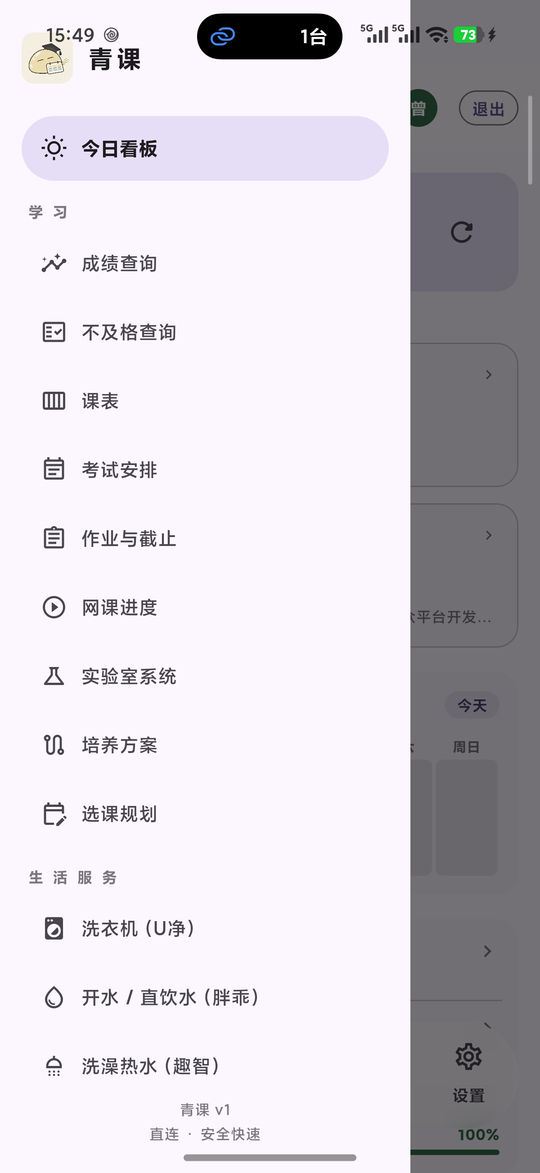 15:49
1台
5G
5G
73
青课
曾
退出
今日看板
学 习
成绩查询
不及格查询
课表
考试安排
作业与截止
网课进度
平台开发...
实验室系统
今天
培养方案
周日
选课规划
生 活 服 务
洗衣机 (U净)
开水 / 直饮水 (胖乖)
洗澡热水 (趣智)
设置
青课 v1
直连 · 安全快速
100%